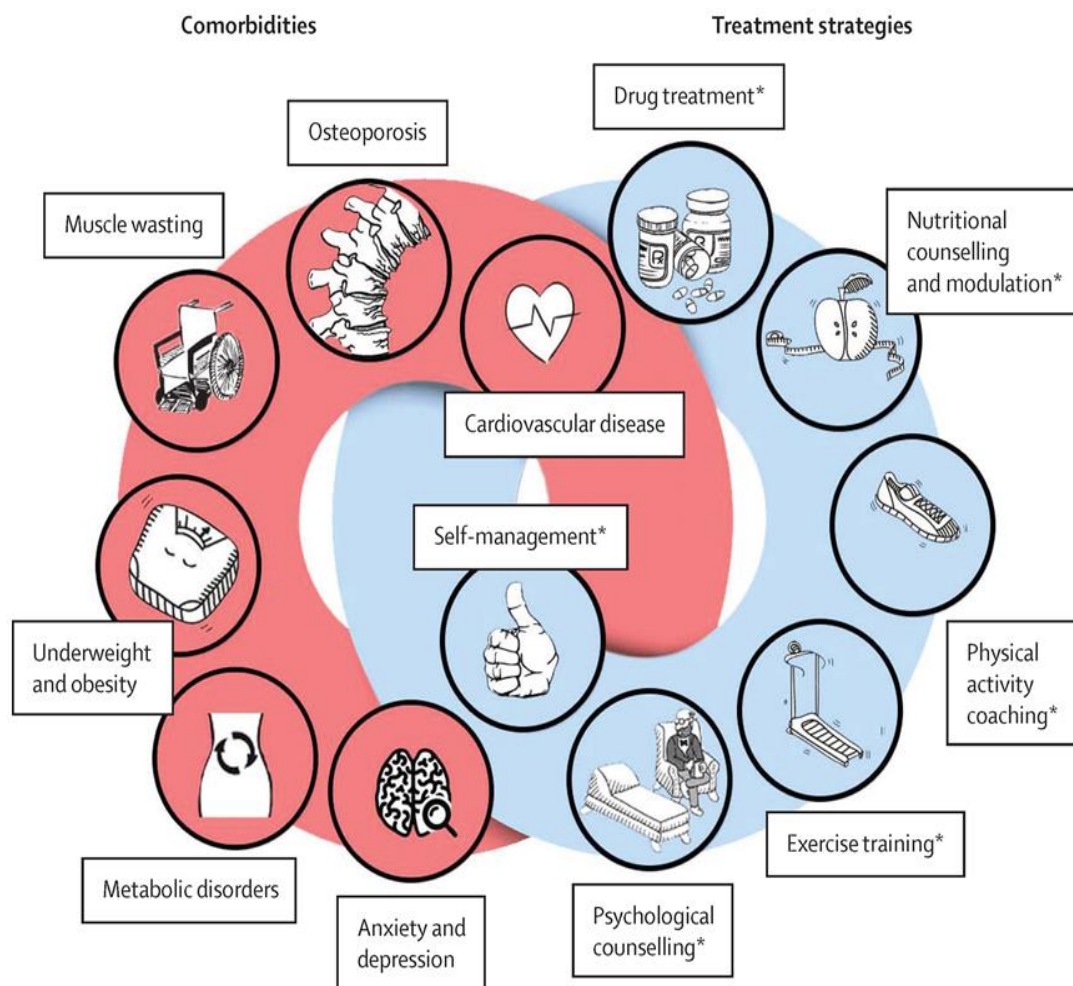 Comorbidities
Treatment strategies
Drug treatment*
Osteoporosis
Muscle wasting
Nutritional
counselling
and modulation*
Cardiovascular disease
Self-management*
Underweight
and obesity
Physical
activity
coaching*
Exercise training*
Metabolic disorders
Anxiety and
depression
Psychological
counselling*